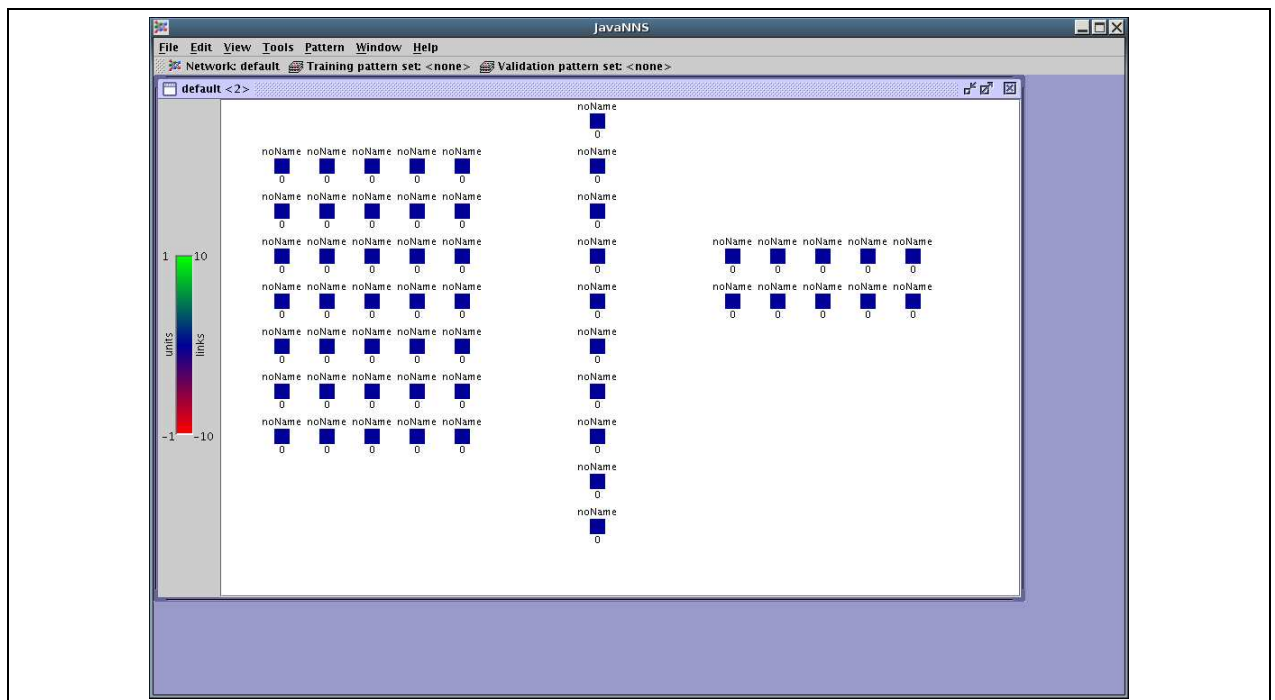 JavaNNS
File Edit View Tools Pattern Window Help
Network: default Training pattern set: <none> Validation pattern set: <none>
default <2>
noName
0
noName noName noName noName noName noName
0 0 0 0 0 0
noName noName noName noName noName noName
0 0 0 0 0 0
noName noName noName noName noName noName noName noName noName noName noName
1 10
0 0 0 0 0 0 0 0 0 0 0
noName noName noName noName noName noName noName noName noName noName noName
0 0 0 0 0 0 0 0 0 0 0
units links
noName noName noName noName noName noName
0 0 0 0 0 0
noName noName noName noName noName noName
0 0 0 0 0 0
noName noName noName noName noName noName
-1 -10
0 0 0 0 0 0
noName
0
noName
0